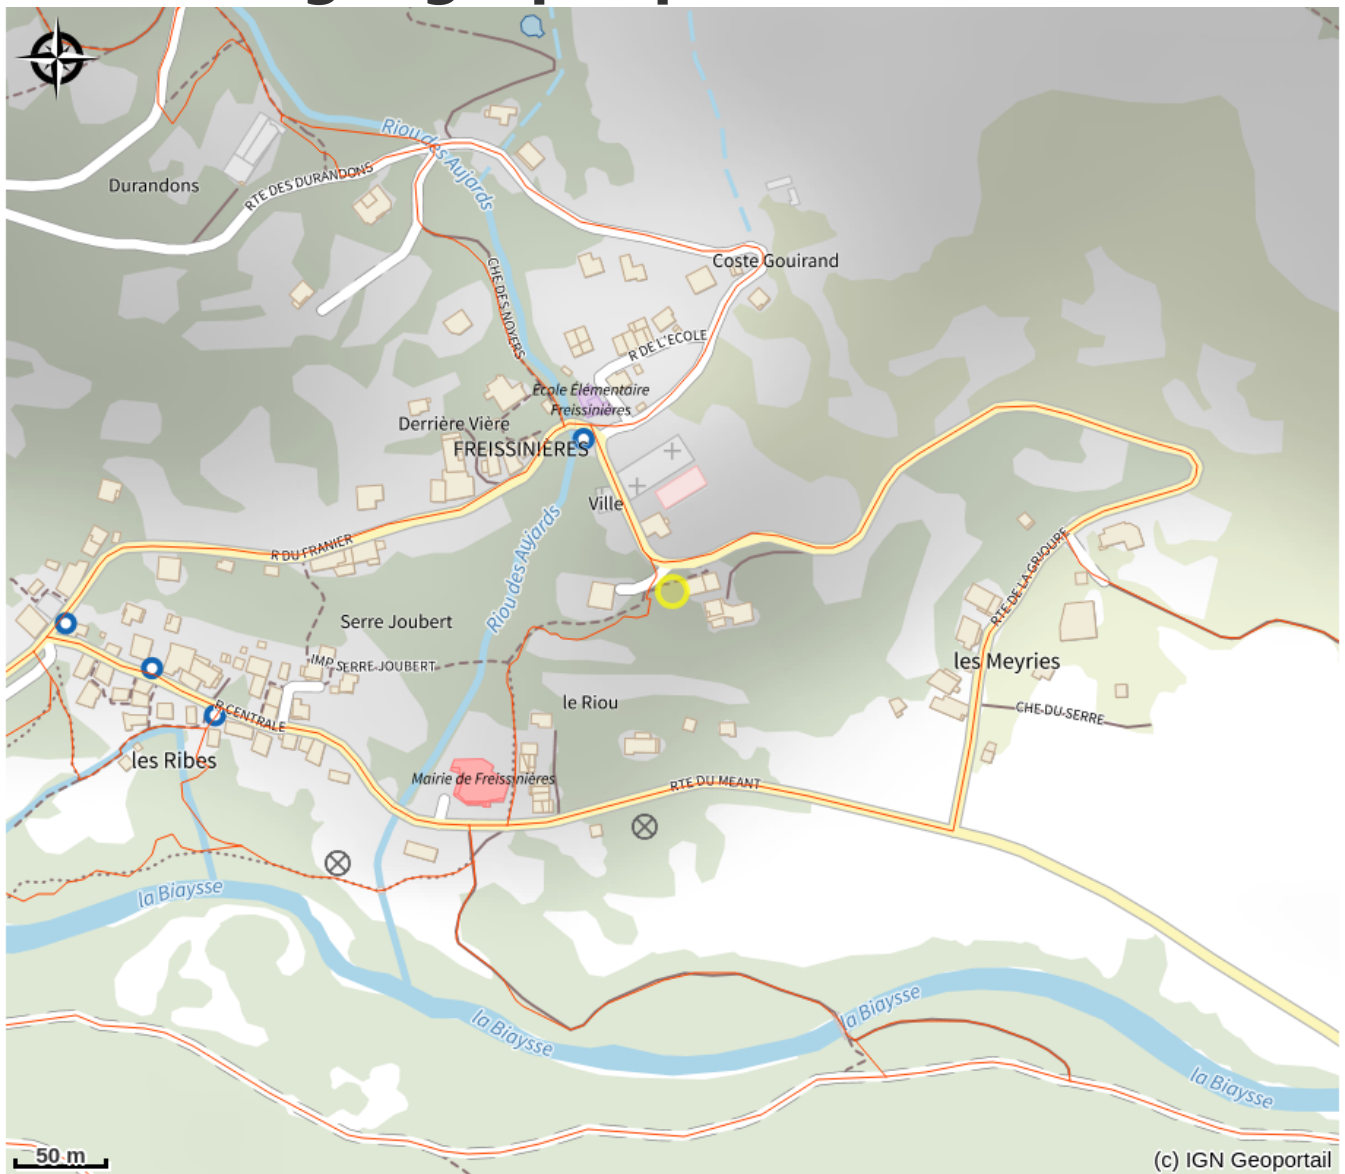 Riou des Aujards
Durandons
RTE DES DURANDONS
Coste Gouirand
CHE DES NOYERS
R DE L'ECOLE
École Élémentaire
Freissinières
Derrière Vière
FREISSINIÈRES
Ville
R DU FRANIER
Riou des Aujards
RTE DE LA GRIOURE
Serre Joubert
IMP SERRE JOUBERT
les Meyries
le Riou
CHE DU SERRE
R CENTRALE
les Ribes
Mairie de Freissinières
RTE DU MEANT
la Biaysse
la Biaysse
la Biaysse
la Biaysse
50 m
(c) IGN Geoportail